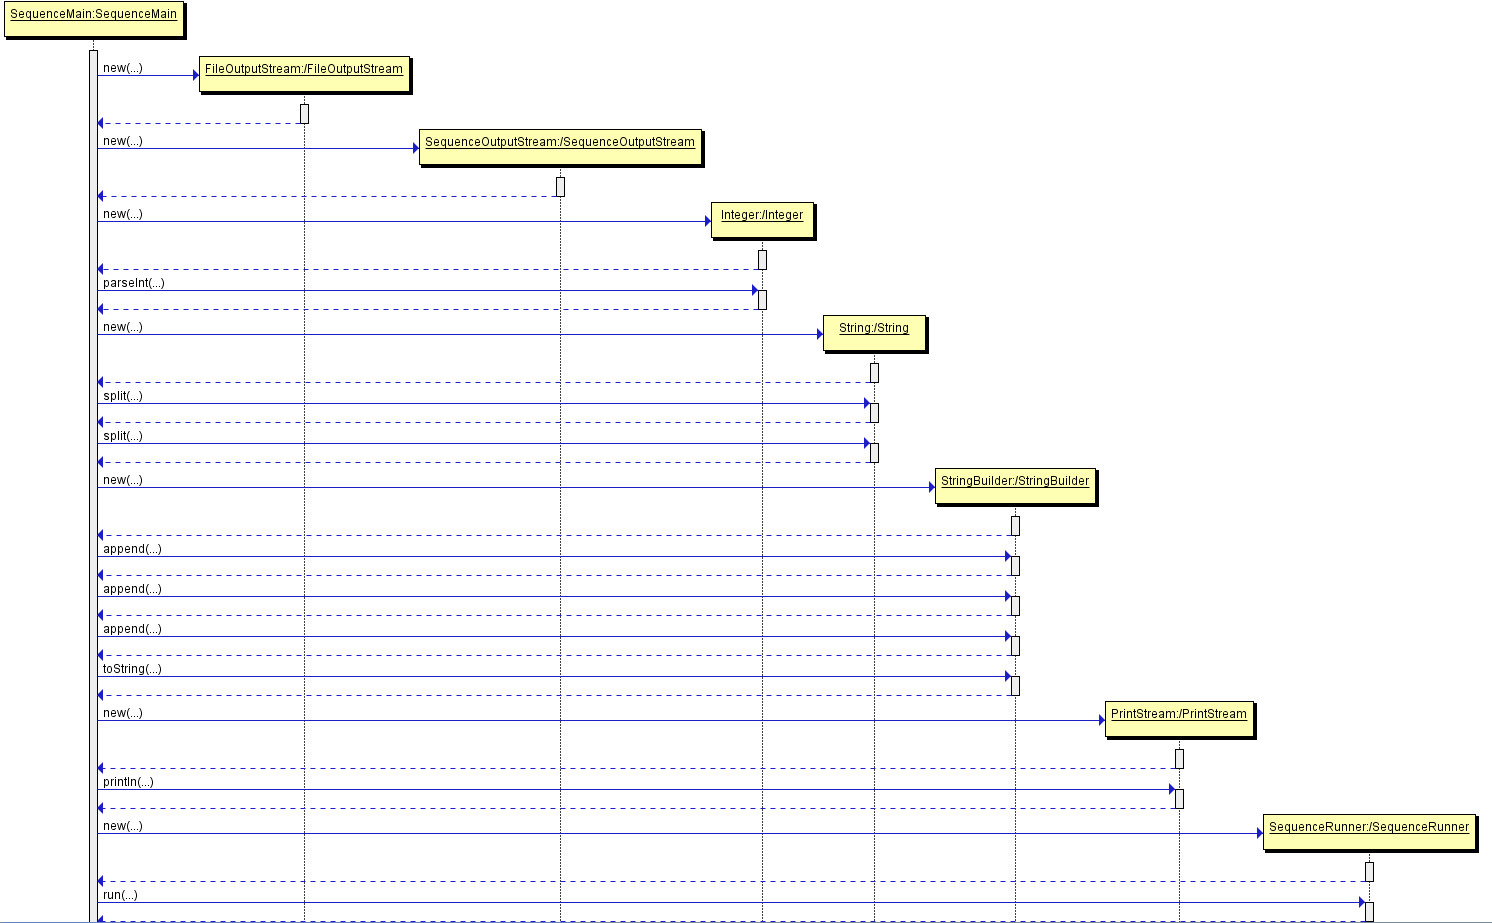 SequenceMain:SequenceMain
new(...)
FileOutputStream:/FileOutputStream
new(...)
SequenceOutputStream:/SequenceOutputStream
new(...)
Integer:/Integer
parseInt(...)
new(...)
String:/String
split(...)
split(...)
new(...)
StringBuilder:/StringBuilder
append(...)
append(...)
append(...)
toString(...)
new(...)
PrintStream:/PrintStream
println(...)
new(...)
SequenceRunner:/SequenceRunner
run(...)